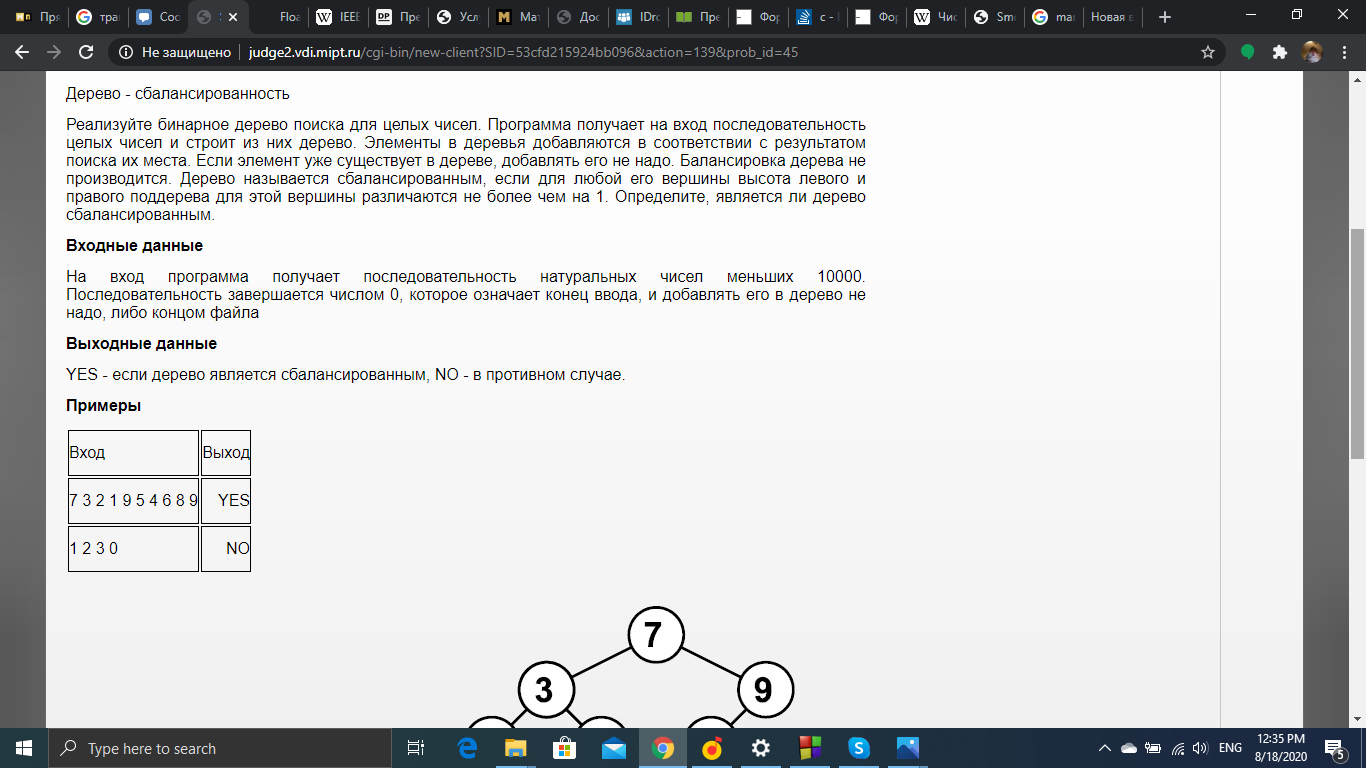 Пря
тран
Сос
Floa
IEEE
DP Пре
Усл
M Мат
Дос
IDro
Пре
Фор
c - 
Фор
Чис
Sm
mai
Новая в
Не защищено judge2.vdi.mipt.ru/cgi-bin/new-client?SID=53cfd215924bb096&action=139&prob_id=45
Дерево - сбалансированность
Реализуйте бинарное дерево поиска для целых чисел. Программа получает на вход последовательность
целых чисел и строит из них дерево. Элементы в деревья добавляются в соответствии с результатом
поиска их места. Если элемент уже существует в дереве, добавлять его не надо. Балансировка дерева не
производится. Дерево называется сбалансированным, если для любой его вершины высота левого и
правого поддерева для этой вершины различаются не более чем на 1. Определите, является ли дерево
сбалансированным.
Входные данные
На вход программа получает последовательность натуральных чисел меньших 10000.
Последовательность завершается числом 0, которое означает конец ввода, и добавлять его в дерево не
надо, либо концом файла
Выходные данные
YES - если дерево является сбалансированным, NO - в противном случае.
Примеры
Вход Выход
7 3 2 1 9 5 4 6 8 9 YES
1 2 3 0 NO
7
3 9
Type here to search
ENG
12:35 PM
8/18/2020
5